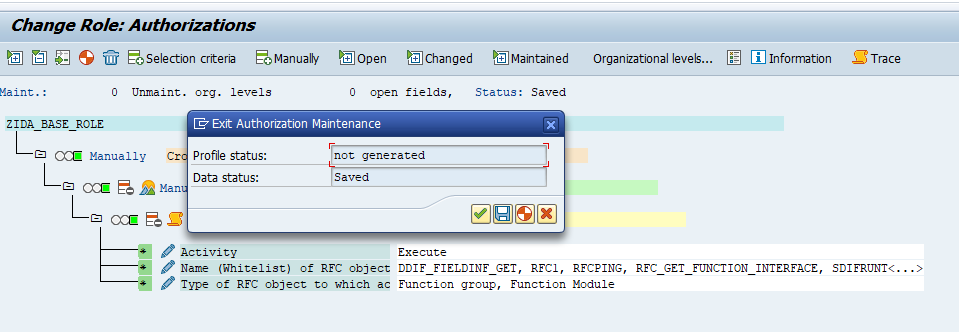 Change Role: Authorizations
Selection criteria Manually Open Changed Maintained Organizational levels... Information Trace
Maint.: 0 Unmaint. org. levels 0 open fields, Status: Saved
ZIDA_BASE_ROLE
Exit Authorization Maintenance
Manually Cro
Profile status: not generated
Data status: Saved
Manu
Activity Execute
Name (Whitelist) of RFC object DDIF_FIELDINF_GET, RFC1, RFCPING, RFC_GET_FUNCTION_INTERFACE, SDIFRUNT<...>
Type of RFC object to which ac Function group, Function Module